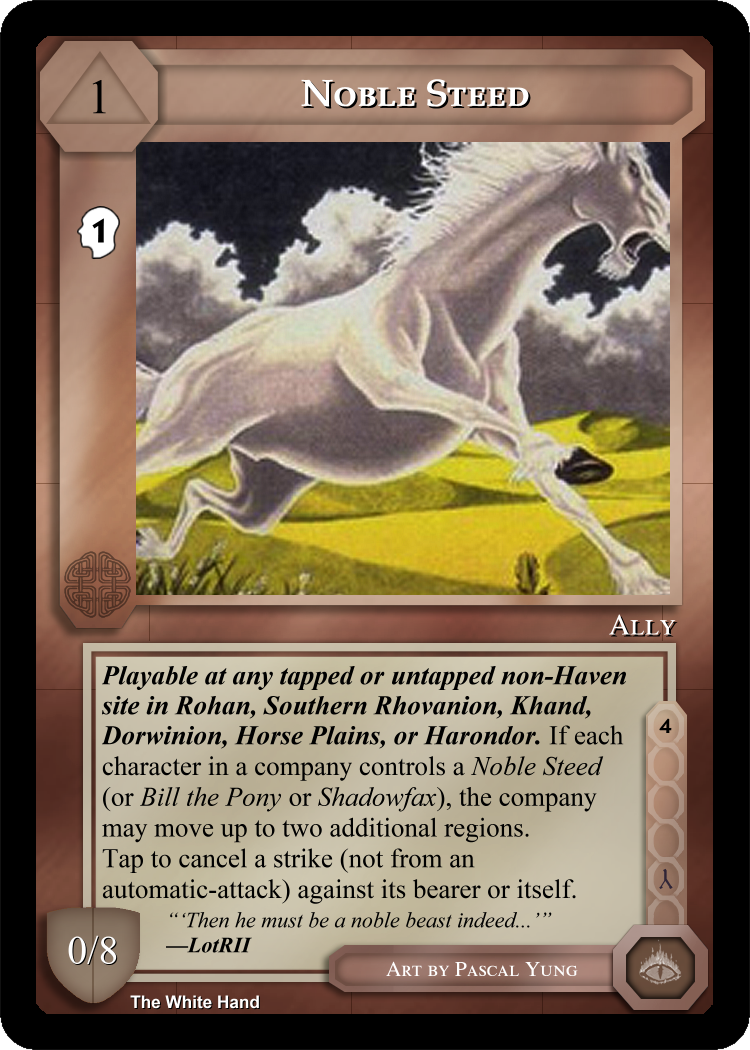 1
Noble Steed
1
Ally
Playable at any tapped or untapped non-Haven
site in Rohan, Southern Rhovanion, Khand,
Dorwinion, Horse Plains, or Harondor. If each
character in a company controls a Noble Steed
(or Bill the Pony or Shadowfax), the company
may move up to two additional regions.
Tap to cancel a strike (not from an
automatic-attack) against its bearer or itself.
4
“‘Then he must be a noble beast indeed...’”
—LotRII
0/8
Art by Pascal Yung
The White Hand